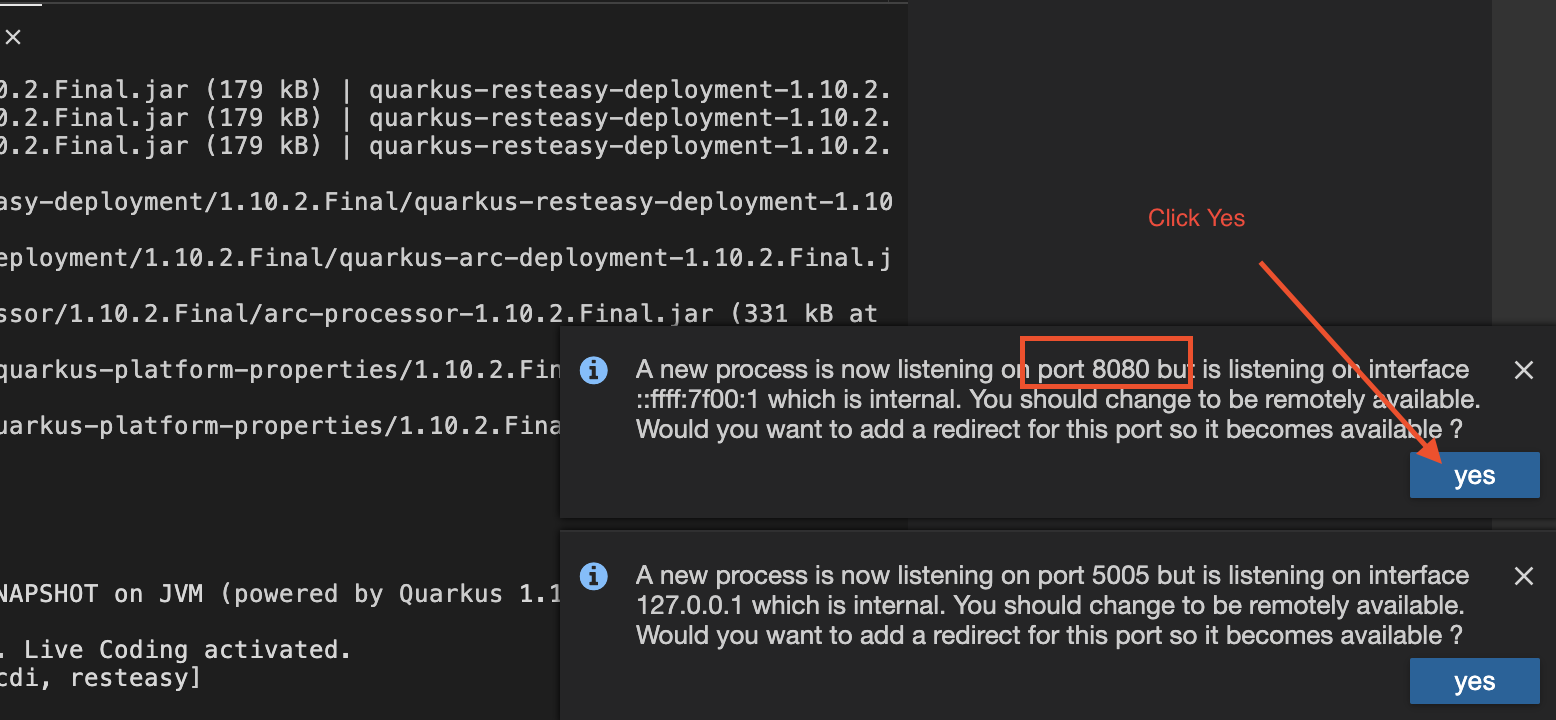 0.2.Final.jar (179 kB) | quarkus-resteasy-deployment-1.10.2.
0.2.Final.jar (179 kB) | quarkus-resteasy-deployment-1.10.2.
0.2.Final.jar (179 kB) | quarkus-resteasy-deployment-1.10.2.
asy-deployment/1.10.2.Final/quarkus-resteasy-deployment-1.10
eployment/1.10.2.Final/quarkus-arc-deployment-1.10.2.Final.j
ssor/1.10.2.Final/arc-processor-1.10.2.Final.jar (331 kB at
quarkus-platform-properties/1.10.2.Fin
uarkus-platform-properties/1.10.2.Fina
NAPSHOT on JVM (powered by Quarkus 1.1
. Live Coding activated.
cdi, resteasy]
Click Yes
A new process is now listening on port 8080 but is listening on interface
::ffff:7f00:1 which is internal. You should change to be remotely available.
Would you want to add a redirect for this port so it becomes available ?
yes
A new process is now listening on port 5005 but is listening on interface
127.0.0.1 which is internal. You should change to be remotely available.
Would you want to add a redirect for this port so it becomes available ?
yes